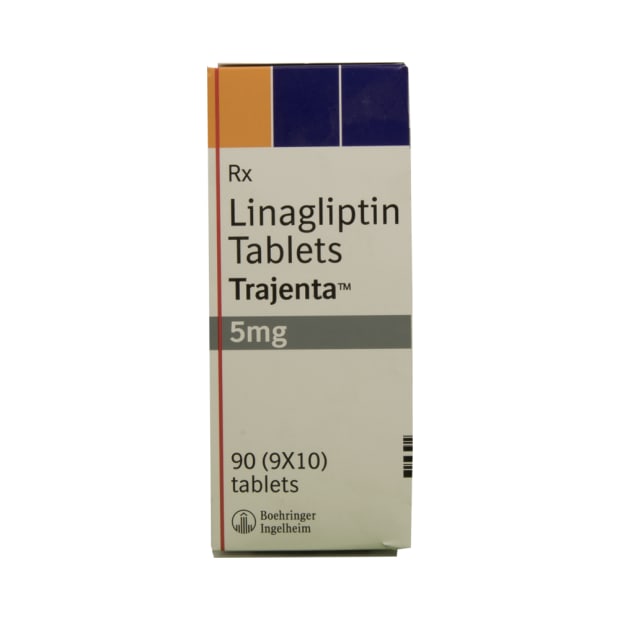 Rx
Linagliptin
Tablets
Trajenta™
5mg
90 (9X10)
tablets
Boehringer
Ingelheim